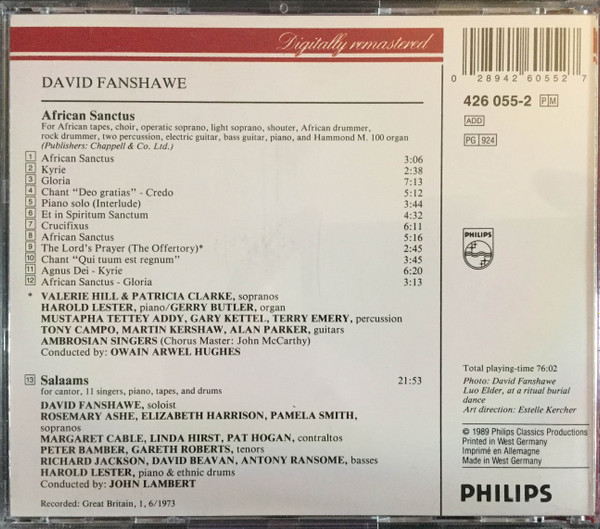 Digitally remastered
DAVID FANSHAWE
African Sanctus
For African tapes, choir, operatic soprano, light soprano, shouter, African drummer,
rock drummer, two percussion, electric guitar, bass guitar, piano, and Hammond M. 100 organ
(Publishers: Chappell & Co. Ltd.)
1 African Sanctus 3:06
2 Kyrie 2:38
3 Gloria 7:13
4 Chant "Deo gratias" - Credo 5:12
5 Piano solo (Interlude) 3:44
6 Et in Spiritum Sanctum 4:32
7 Crucifixus 6:11
8 African Sanctus 5:16
9 The Lord's Prayer (The Offertory)* 2:45
10 Chant "Qui tuum est regnum" 3:45
11 Agnus Dei - Kyrie 6:20
12 African Sanctus - Gloria 3:13
* VALERIE HILL & PATRICIA CLARKE, sopranos
HAROLD LESTER, piano/GERRY BUTLER, organ
MUSTAPHA TETTEY ADDY, GARY KETTEL, TERRY EMERY, percussion
TONY CAMPO, MARTIN KERSHAW, ALAN PARKER, guitars
AMBROSIAN SINGERS (Chorus Master: John McCarthy)
Conducted by: OWAIN ARWEL HUGHES
13 Salaams 21:53
for cantor, 11 singers, piano, tapes, and drums
DAVID FANSHAWE, soloist
ROSEMARY ASHE, ELIZABETH HARRISON, PAMELA SMITH,
sopranos
MARGARET CABLE, LINDA HIRST, PAT HOGAN, contraltos
PETER BAMBER, GARETH ROBERTS, tenors
RICHARD JACKSON, DAVID BEAVAN, ANTONY RANSOME, basses
HAROLD LESTER, piano & ethnic drums
Conducted by: JOHN LAMBERT
Recorded: Great Britain, 1, 6/1973
0 28942 60552 7
426 055-2 PM
ADD
PG 924
PHILIPS
Total playing-time 76:02
Photo: David Fanshawe
Luo Elder, at a ritual burial
dance
Art direction: Estelle Kercher
© 1989 Philips Classics Productions
Printed in West Germany
Imprimé en Allemagne
Made in West Germany
PHILIPS